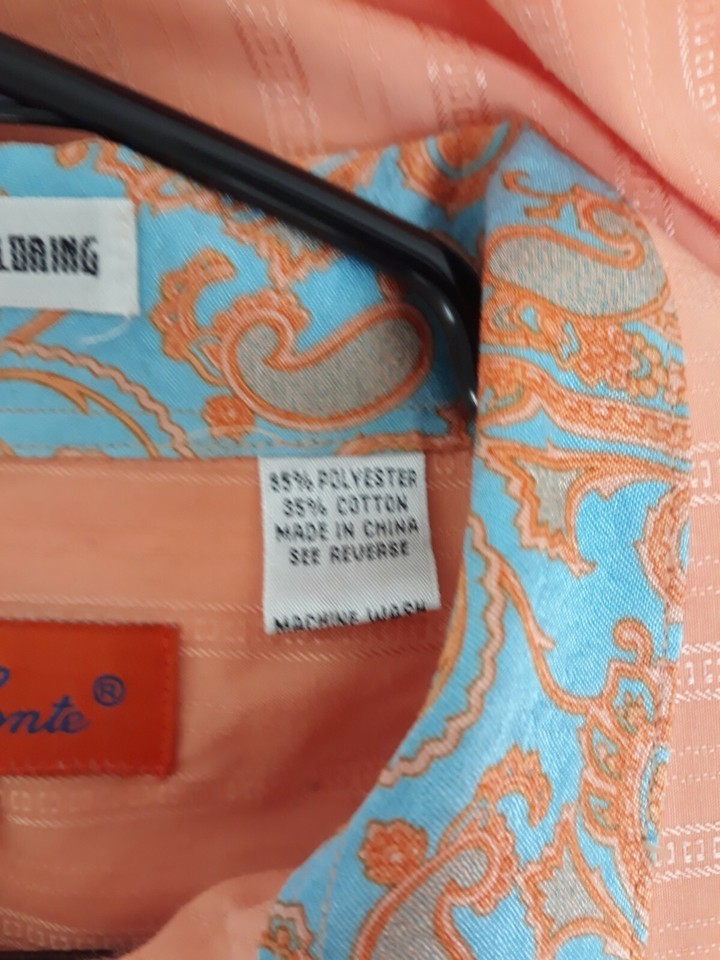 LORING
65% POLYESTER
35% COTTON
MADE IN CHINA
SEE REVERSE
MACHINE WASH
onte®